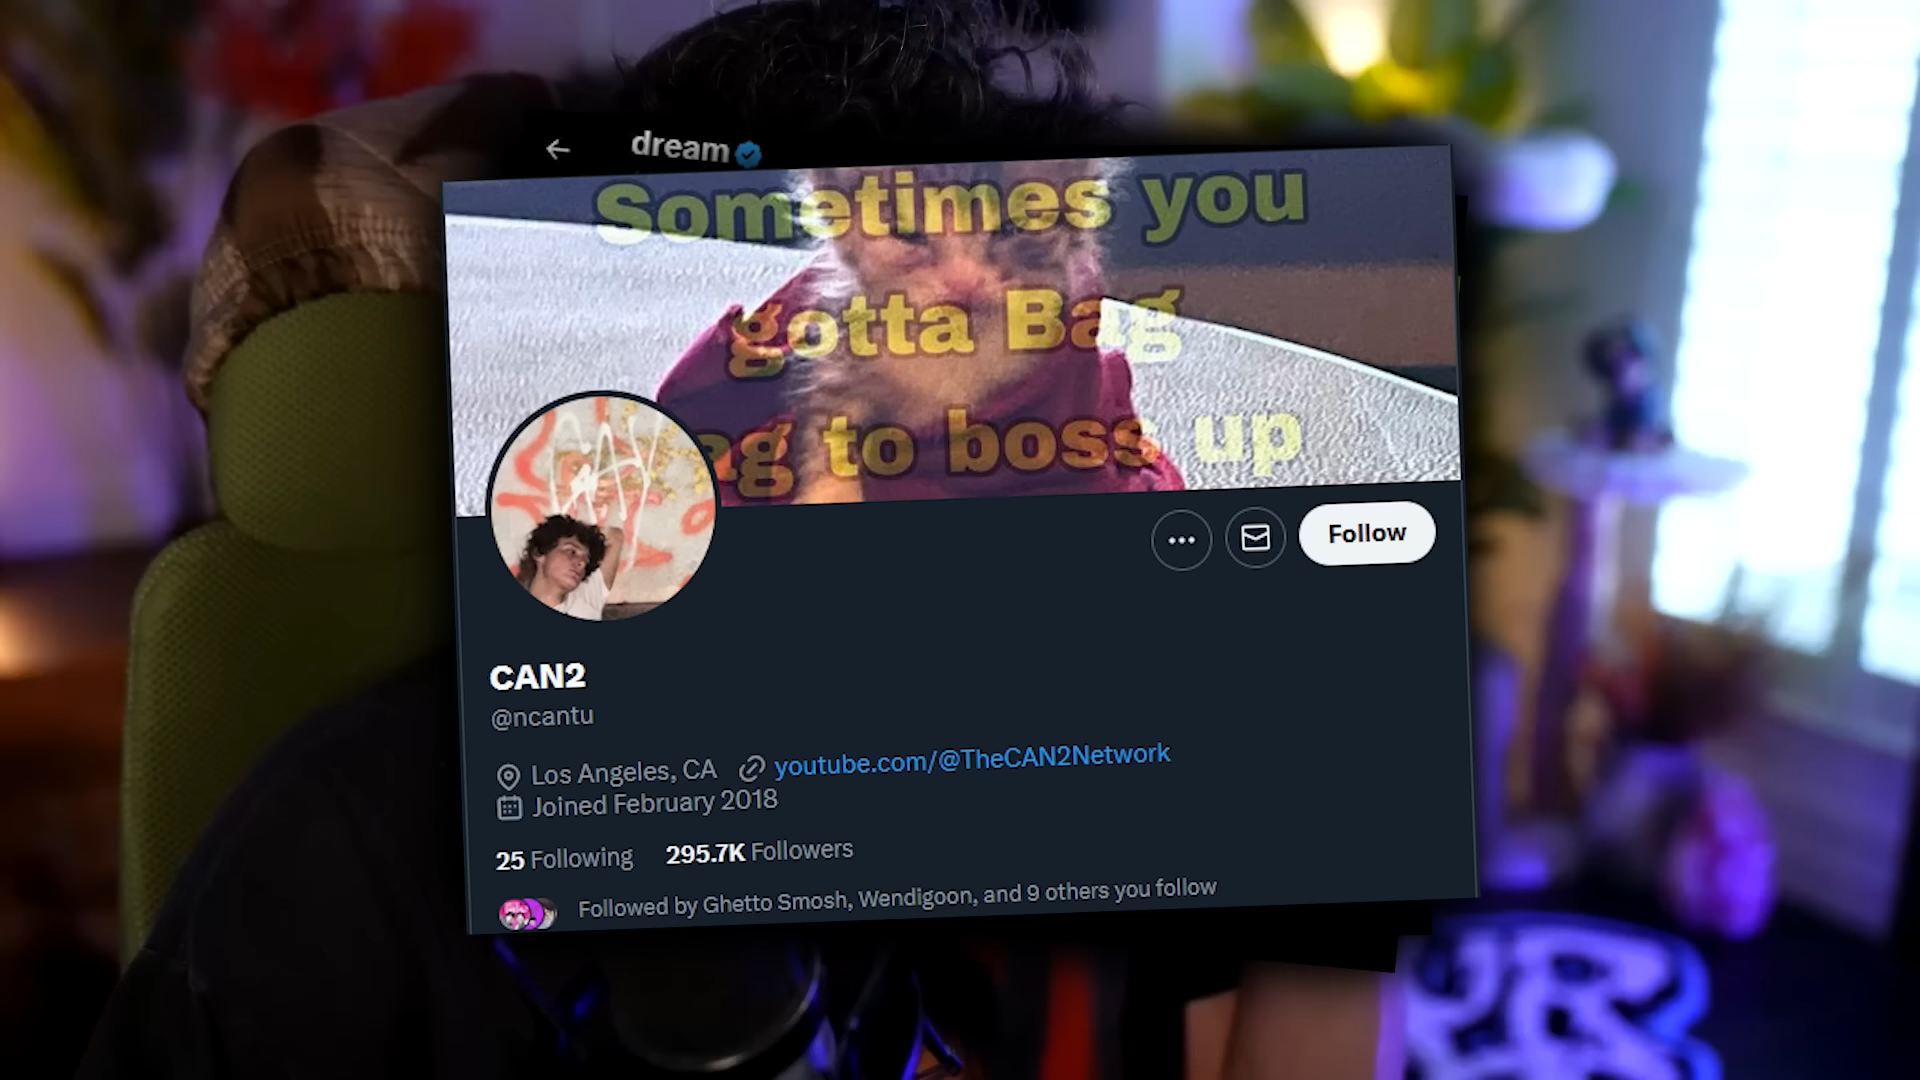 dream
Sometimes you
gotta Bag
ag to boss up
GAY
Follow
CAN2
@ncantu
Los Angeles, CA youtube.com/@TheCAN2Network
Joined February 2018
25 Following 295.7K Followers
Followed by Ghetto Smosh, Wendigoon, and 9 others you follow